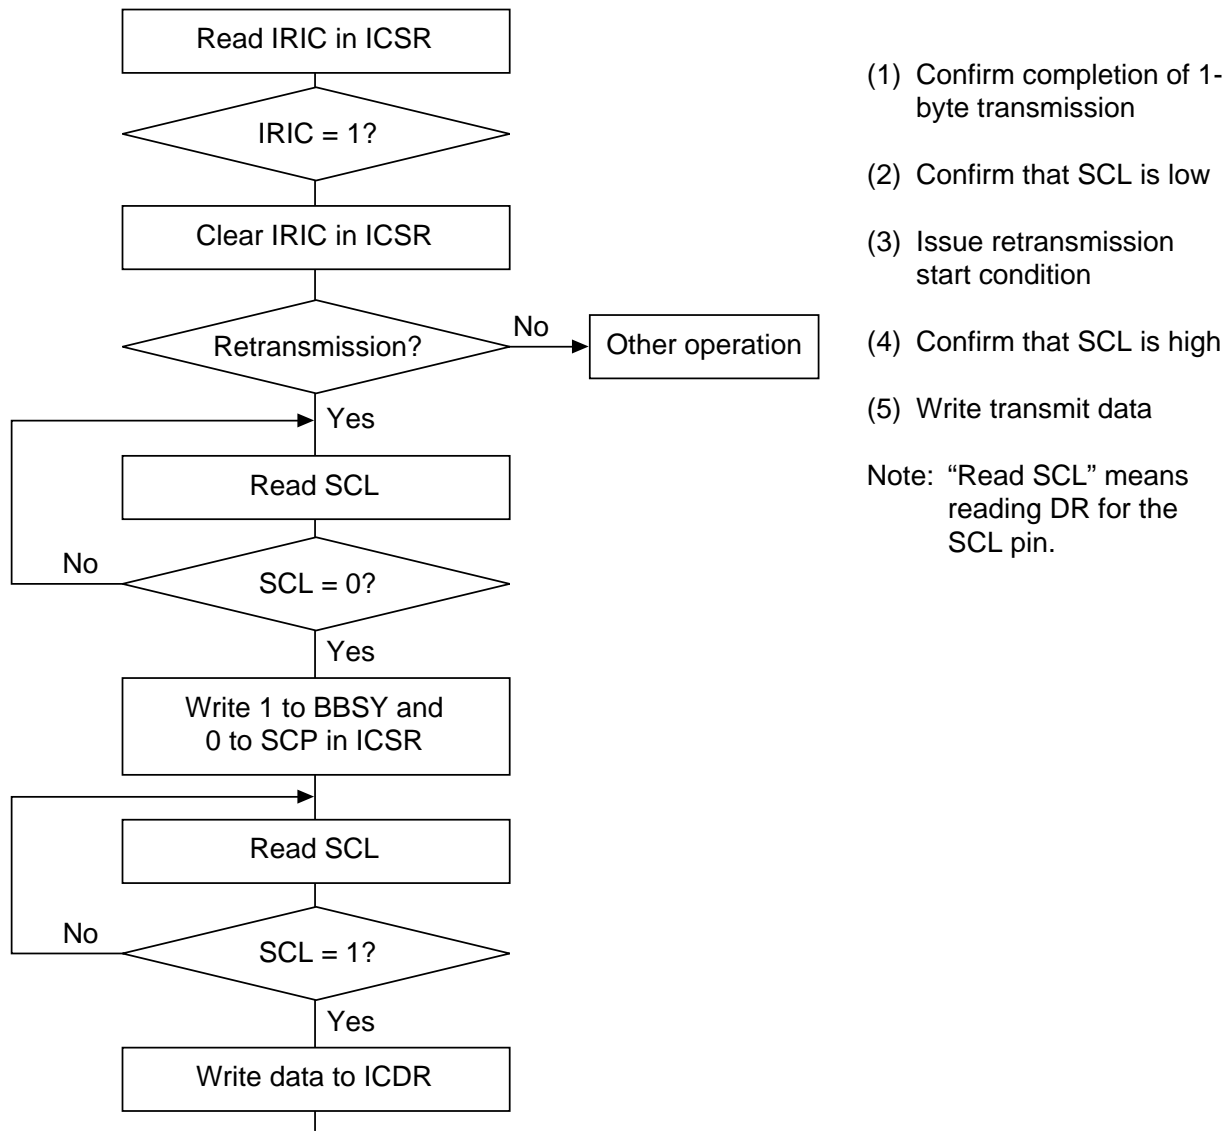 Read IRIC in ICSR
IRIC = 1?
Clear IRIC in ICSR
Retransmission?
No
Other operation
Yes
Read SCL
No
SCL = 0?
Yes
Write 1 to BBSY and
0 to SCP in ICSR
Read SCL
No
SCL = 1?
Yes
Write data to ICDR
(1) Confirm completion of 1-
byte transmission
(2) Confirm that SCL is low
(3) Issue retransmission
start condition
(4) Confirm that SCL is high
(5) Write transmit data
Note: “Read SCL” means
reading DR for the
SCL pin.